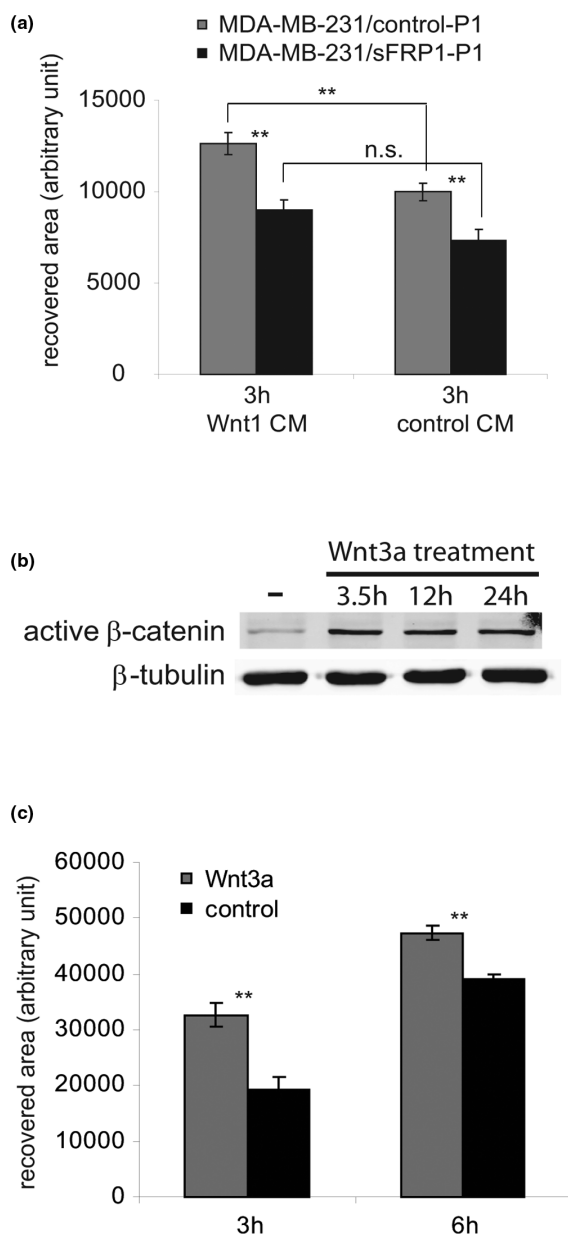 (a)
MDA-MB-231/control-P1
MDA-MB-231/sFRP1-P1
recovered area (arbitrary unit)
15000
10000
5000
0
**
**
n.s.
**
3h
Wnt1 CM
3h
control CM
(b)
Wnt3a treatment
– 3.5h 12h 24h
active β-catenin
β-tubulin
(c)
recovered area (arbitrary unit)
60000
50000
40000
30000
20000
10000
0
Wnt3a
control
**
**
3h
6h